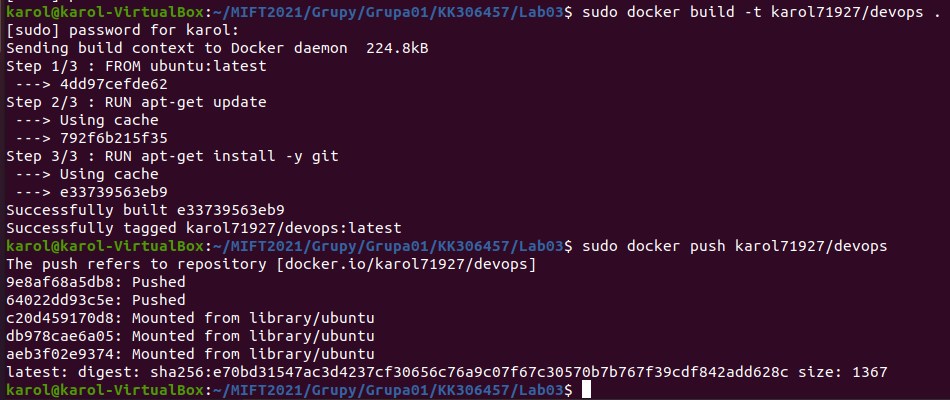 karol@karol-VirtualBox:~/MIFT2021/Grupy/Grupa01/KK306457/Lab03$ sudo docker build -t karol71927/devops .
[sudo] password for karol:
Sending build context to Docker daemon  224.8kB
Step 1/3 : FROM ubuntu:latest
 ---> 4dd97cefde62
Step 2/3 : RUN apt-get update
 ---> Using cache
 ---> 792f6b215f35
Step 3/3 : RUN apt-get install -y git
 ---> Using cache
 ---> e33739563eb9
Successfully built e33739563eb9
Successfully tagged karol71927/devops:latest
karol@karol-VirtualBox:~/MIFT2021/Grupy/Grupa01/KK306457/Lab03$ sudo docker push karol71927/devops
The push refers to repository [docker.io/karol71927/devops]
9e8af68a5db8: Pushed
64022dd93c5e: Pushed
c20d459170d8: Mounted from library/ubuntu
db978cae6a05: Mounted from library/ubuntu
aeb3f02e9374: Mounted from library/ubuntu
latest: digest: sha256:e70bd31547ac3d4237cf30656c76a9c07f67c30570b7b767f39cdf842add628c size: 1367
karol@karol-VirtualBox:~/MIFT2021/Grupy/Grupa01/KK306457/Lab03$